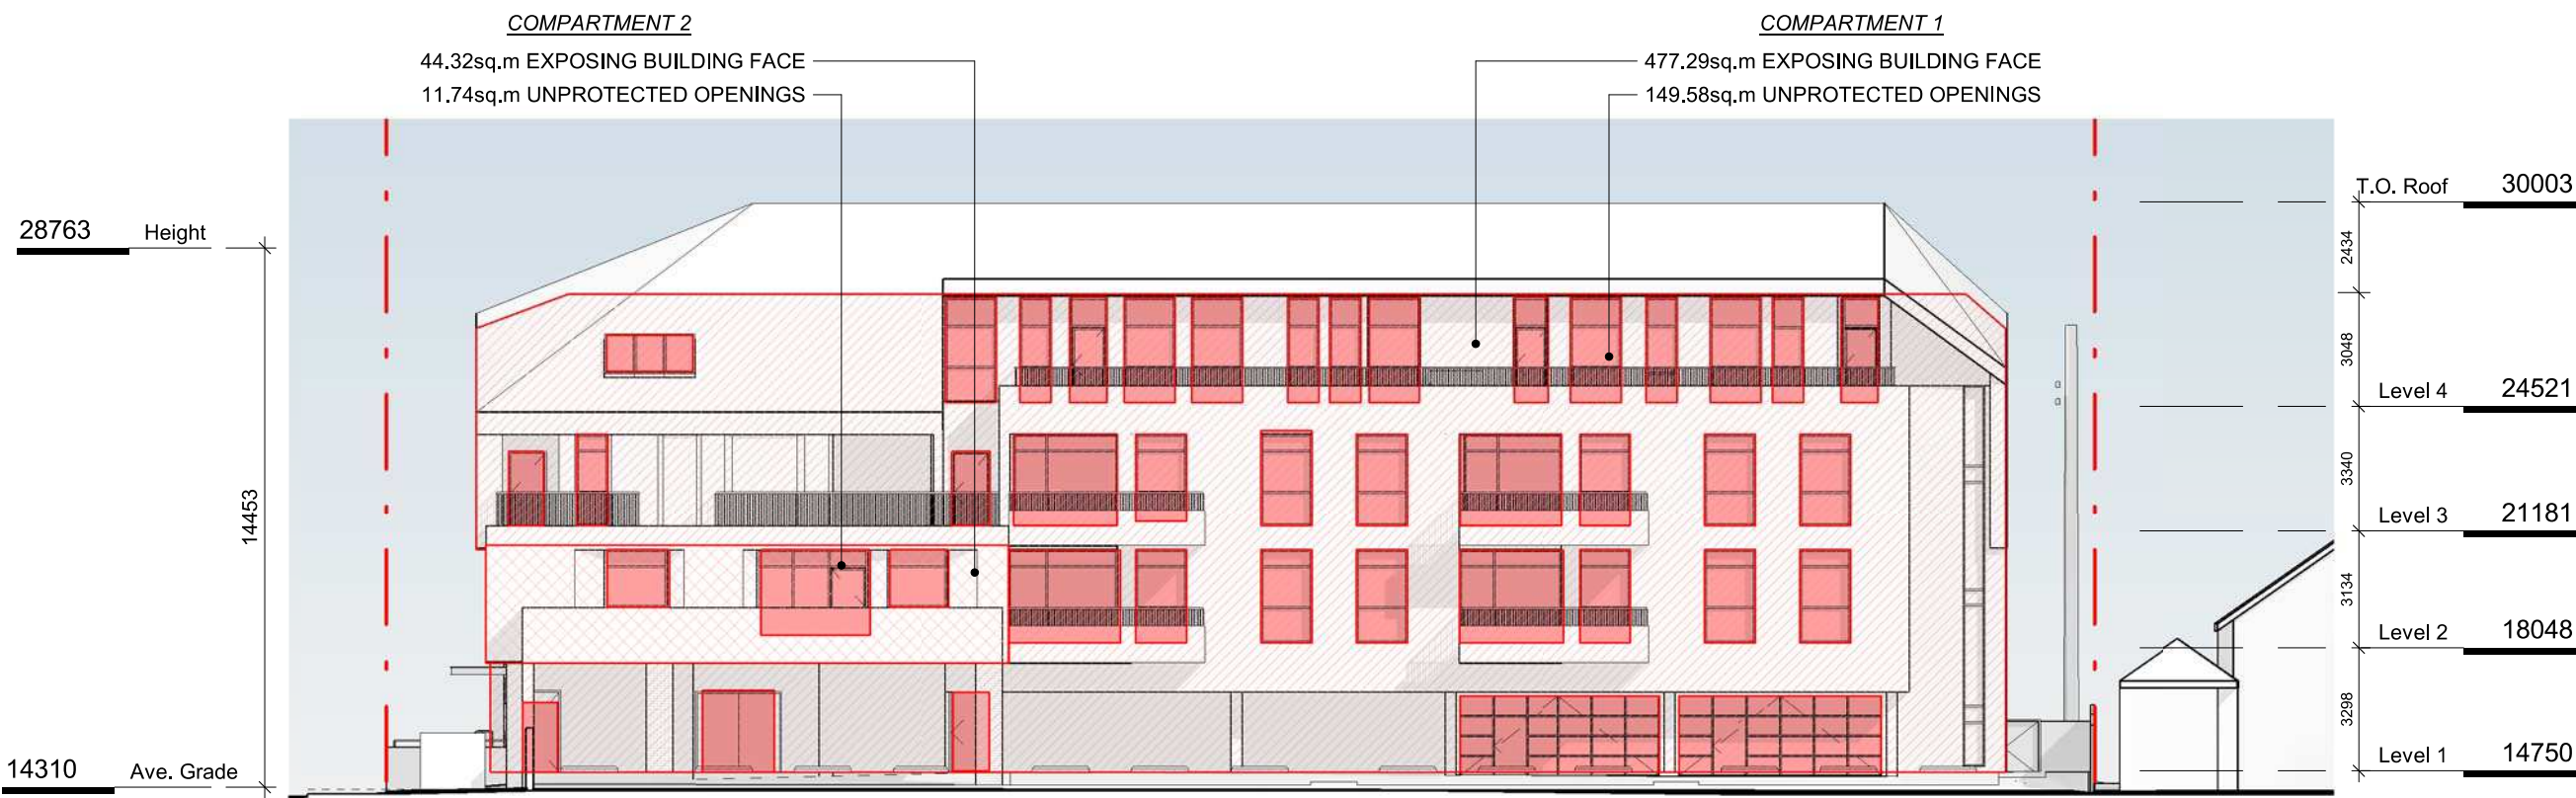 COMPARTMENT 2
44.32sq.m EXPOSING BUILDING FACE
11.74sq.m UNPROTECTED OPENINGS
COMPARTMENT 1
477.29sq.m EXPOSING BUILDING FACE
149.58sq.m UNPROTECTED OPENINGS
28763 Height
14453
14310 Ave. Grade
T.O. Roof 30003
2434
3048
Level 4 24521
3340
Level 3 21181
3134
Level 2 18048
3298
Level 1 14750